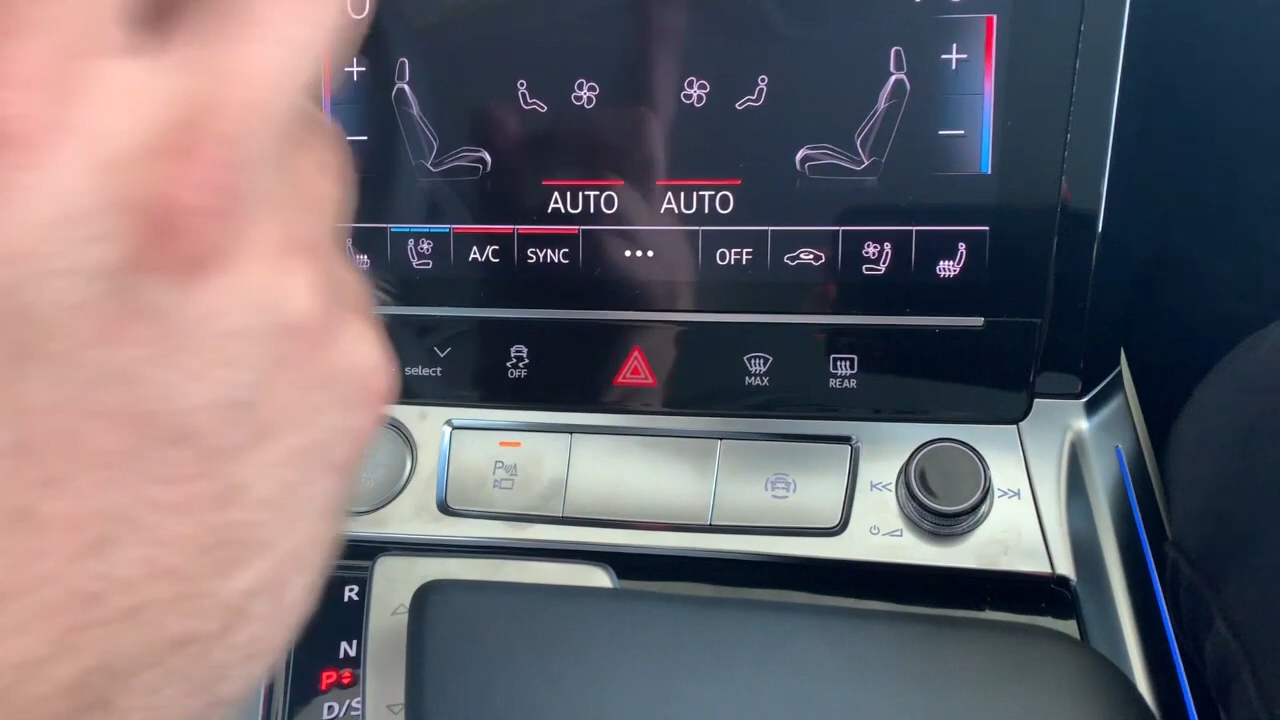 AUTO AUTO
A/C SYNC ••• OFF
select
OFF
MAX
REAR
P
R
N
P
D/S